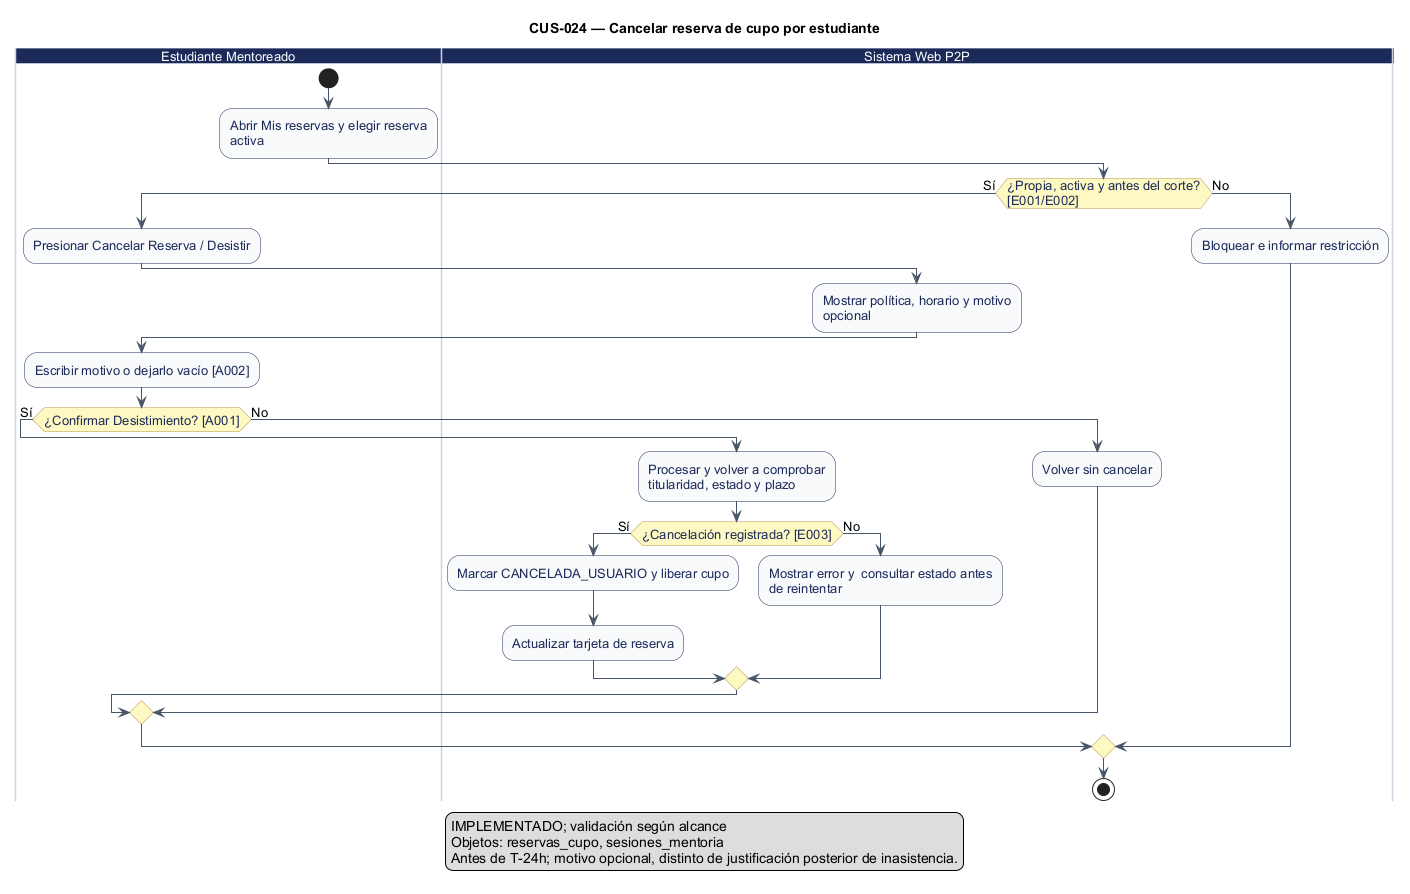 CUS-024 — Cancelar reserva de cupo por estudiante
Estudiante Mentoreado
Sistema Web P2P
Abrir Mis reservas y elegir reserva
activa
¿Propia, activa y antes del corte?
[E001/E002]
Sí
No
Presionar Cancelar Reserva / Desistir
Bloquear e informar restricción
Mostrar política, horario y motivo
opcional
Escribir motivo o dejarlo vacío [A002]
Sí
¿Confirmar Desistimiento? [A001]
No
Procesar y volver a comprobar
titularidad, estado y plazo
Volver sin cancelar
Sí
¿Cancelación registrada? [E003]
No
Marcar CANCELADA_USUARIO y liberar cupo
Mostrar error y  consultar estado antes
de reintentar
Actualizar tarjeta de reserva
IMPLEMENTADO; validación según alcance
Objetos: reservas_cupo, sesiones_mentoria
Antes de T-24h; motivo opcional, distinto de justificación posterior de inasistencia.